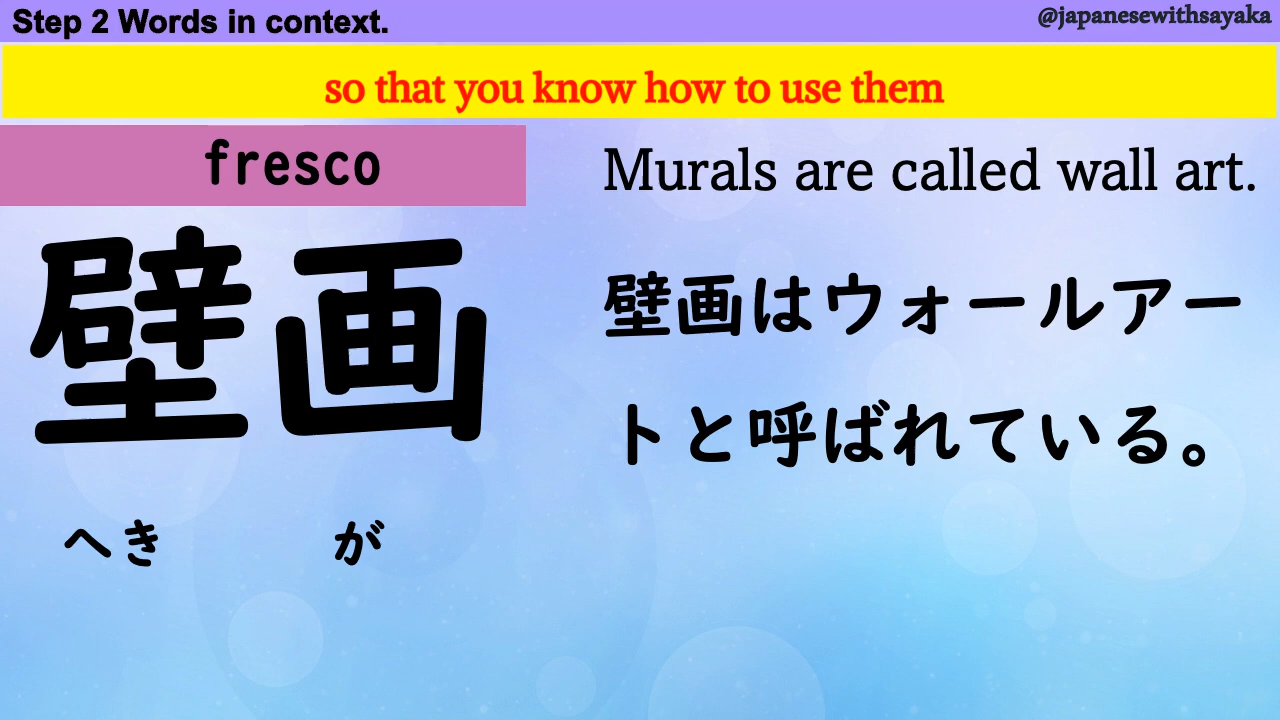 Step 2 Words in context.
@japanesewithsayaka
so that you know how to use them
fresco
壁画
へき が
Murals are called wall art.
壁画はウォールアー
トと呼ばれている。